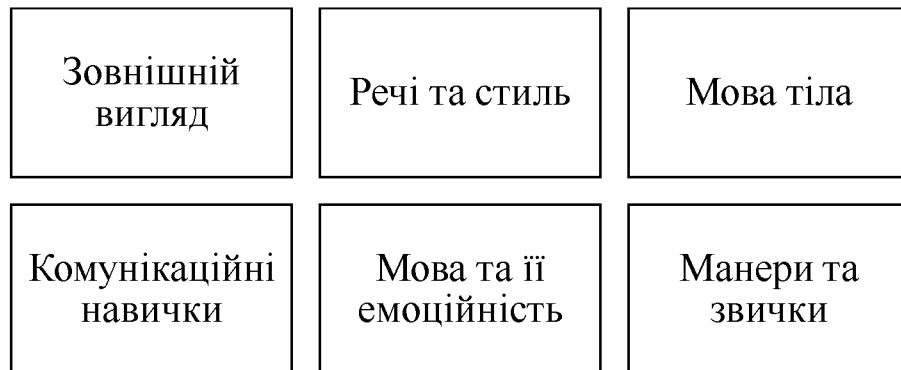 Зовнішній
вигляд
Речі та стиль
Мова тіла
Комунікаційні
навички
Мова та її
емоційність
Манери та
звички